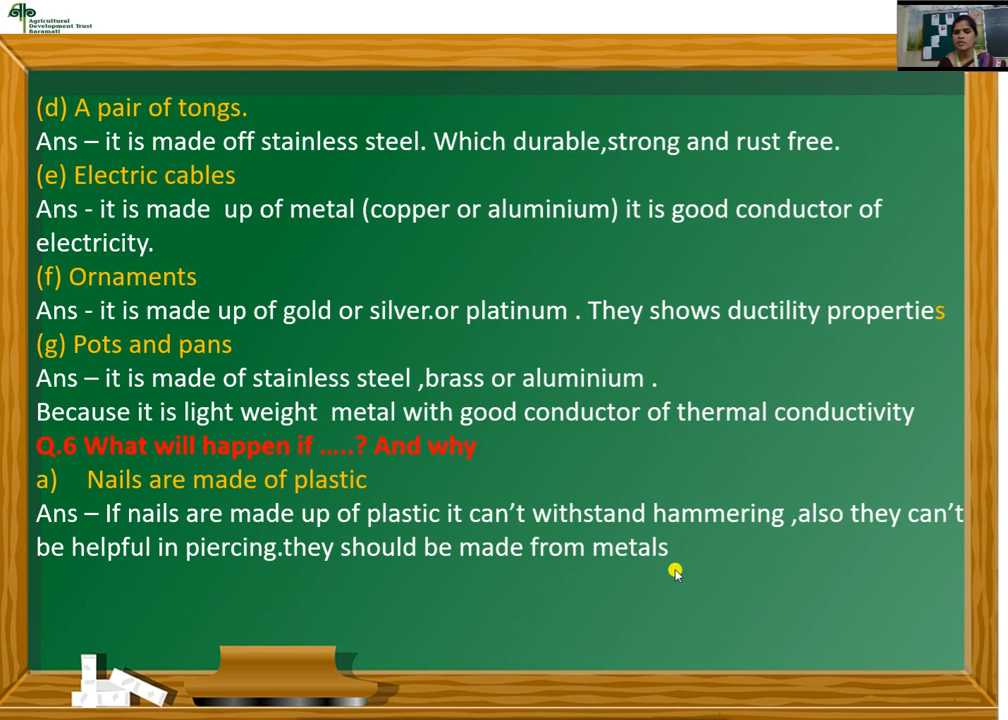 Agricultural
Development Trust
Baramati
(d) A pair of tongs.
Ans – it is made off stainless steel. Which durable,strong and rust free.
(e) Electric cables
Ans - it is made  up of metal (copper or aluminium) it is good conductor of
electricity.
(f) Ornaments
Ans - it is made up of gold or silver.or platinum . They shows ductility properties
(g) Pots and pans
Ans – it is made of stainless steel ,brass or aluminium .
Because it is light weight  metal with good conductor of thermal conductivity
Q.6 What will happen if …..? And why
a) Nails are made of plastic
Ans – If nails are made up of plastic it can’t withstand hammering ,also they can’t
be helpful in piercing.they should be made from metals